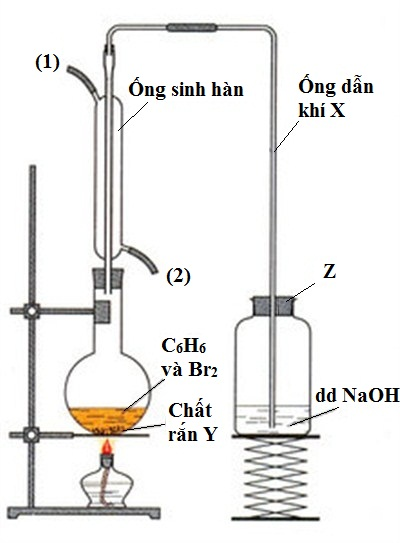 (1)
Ống sinh hàn
Ống dẫn
khí X
(2)
Z
C₆H₆
và Br₂
dd NaOH
Chất
rắn Y